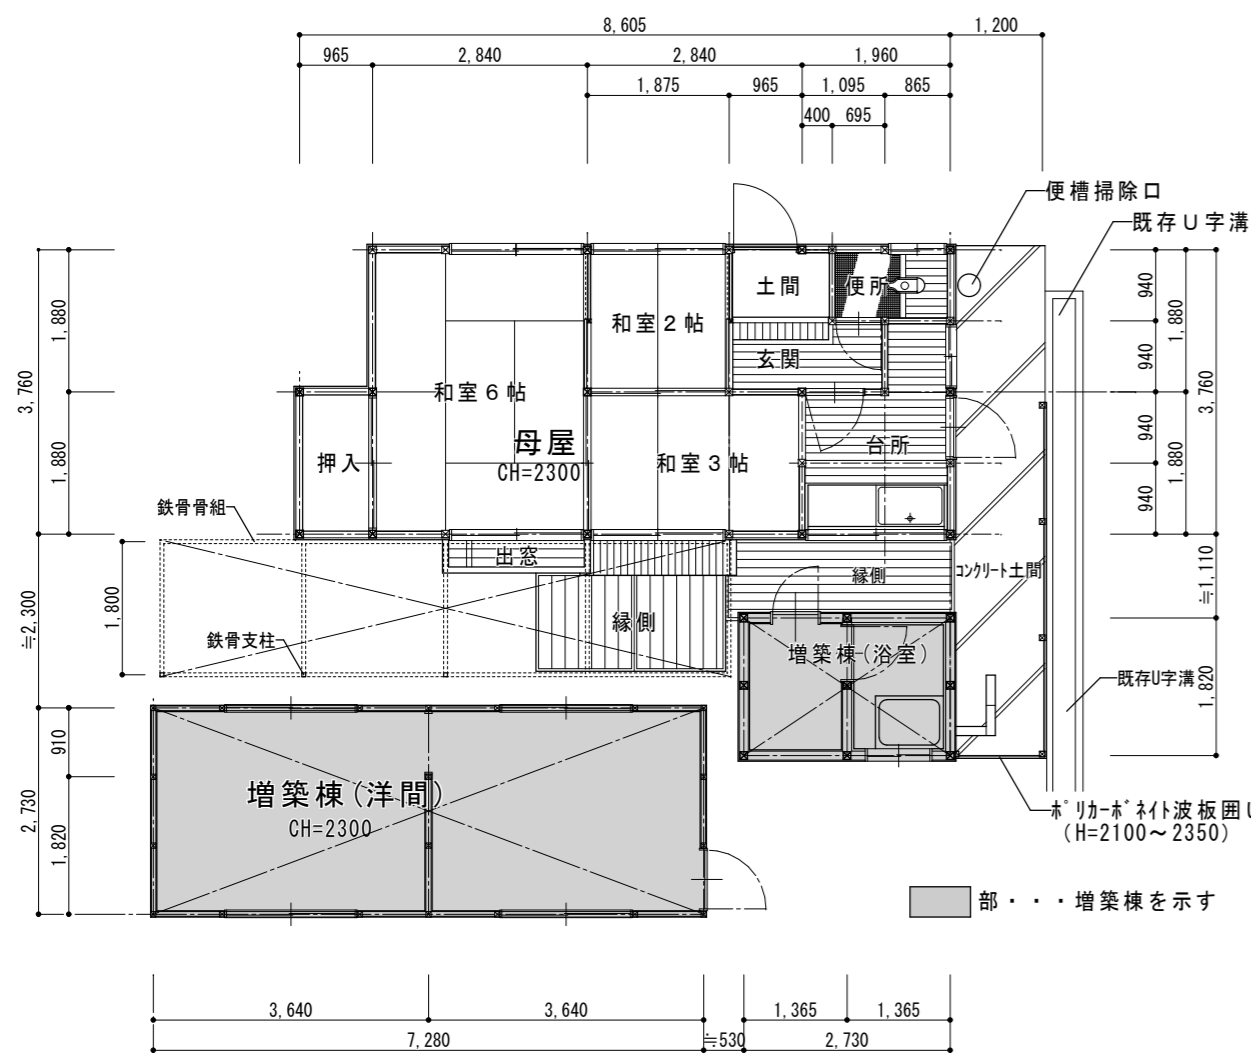 8,605
1,200
965
2,840
2,840
1,960
1,875
965
1,095
865
400
695
便槽掃除口
既存U字溝
土間
便所
和室2帖
玄関
和室6帖
母屋
CH=2300
押入
和室3帖
台所
3,760
1,880
1,880
940
940
940
940
1,880
1,880
3,760
鉄骨骨組
出窓
縁側
縁側
コンクリート土間
≒1,110
≒2,300
1,800
鉄骨支柱
増築棟(浴室)
既存U字溝
1,820
910
2,730
1,820
増築棟(洋間)
CH=2300
ポリカーボネイト波板囲い
(H=2100~2350)
部・・・増築棟を示す
3,640
3,640
1,365
1,365
7,280
≒530
2,730